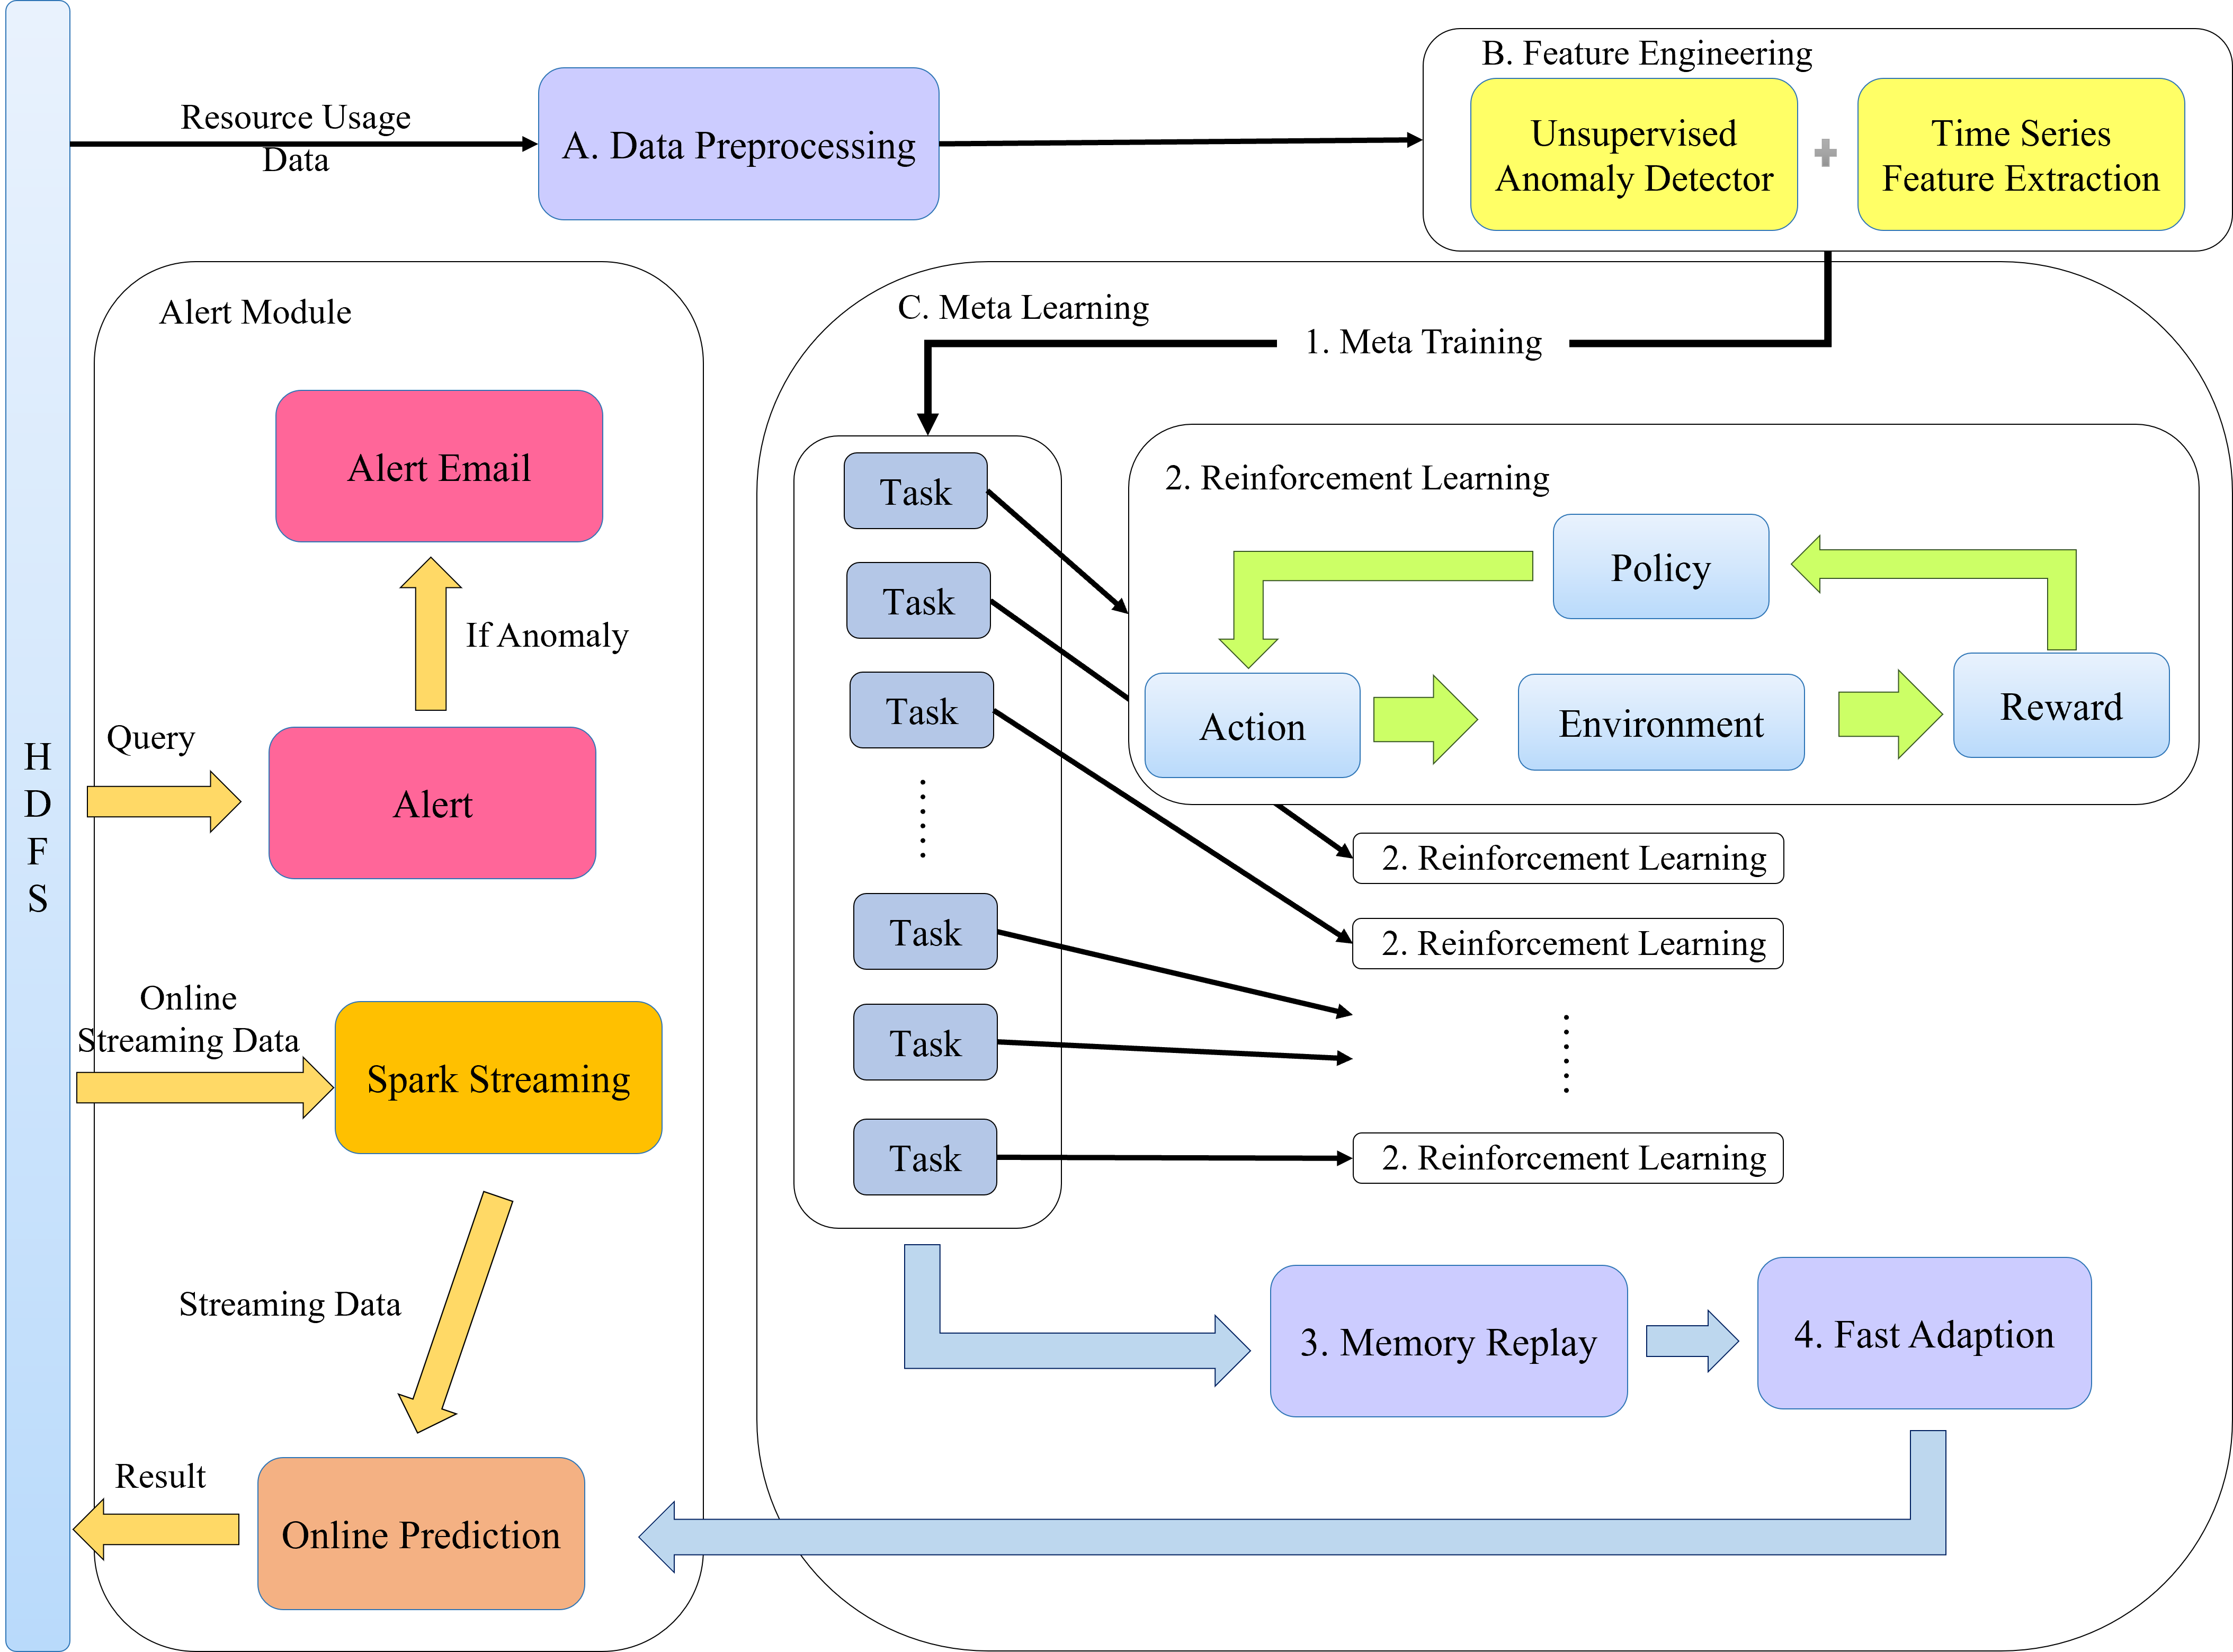 H
D
F
S
Resource Usage
Data
A. Data Preprocessing
B. Feature Engineering
Unsupervised
Anomaly Detector
Time Series
Feature Extraction
Alert Module
Alert Email
If Anomaly
Query
Alert
Online
Streaming Data
Spark Streaming
Streaming Data
Result
Online Prediction
C. Meta Learning
1. Meta Training
Task
Task
Task
Task
Task
Task
2. Reinforcement Learning
Policy
Action
Environment
Reward
2. Reinforcement Learning
2. Reinforcement Learning
2. Reinforcement Learning
3. Memory Replay
4. Fast Adaption